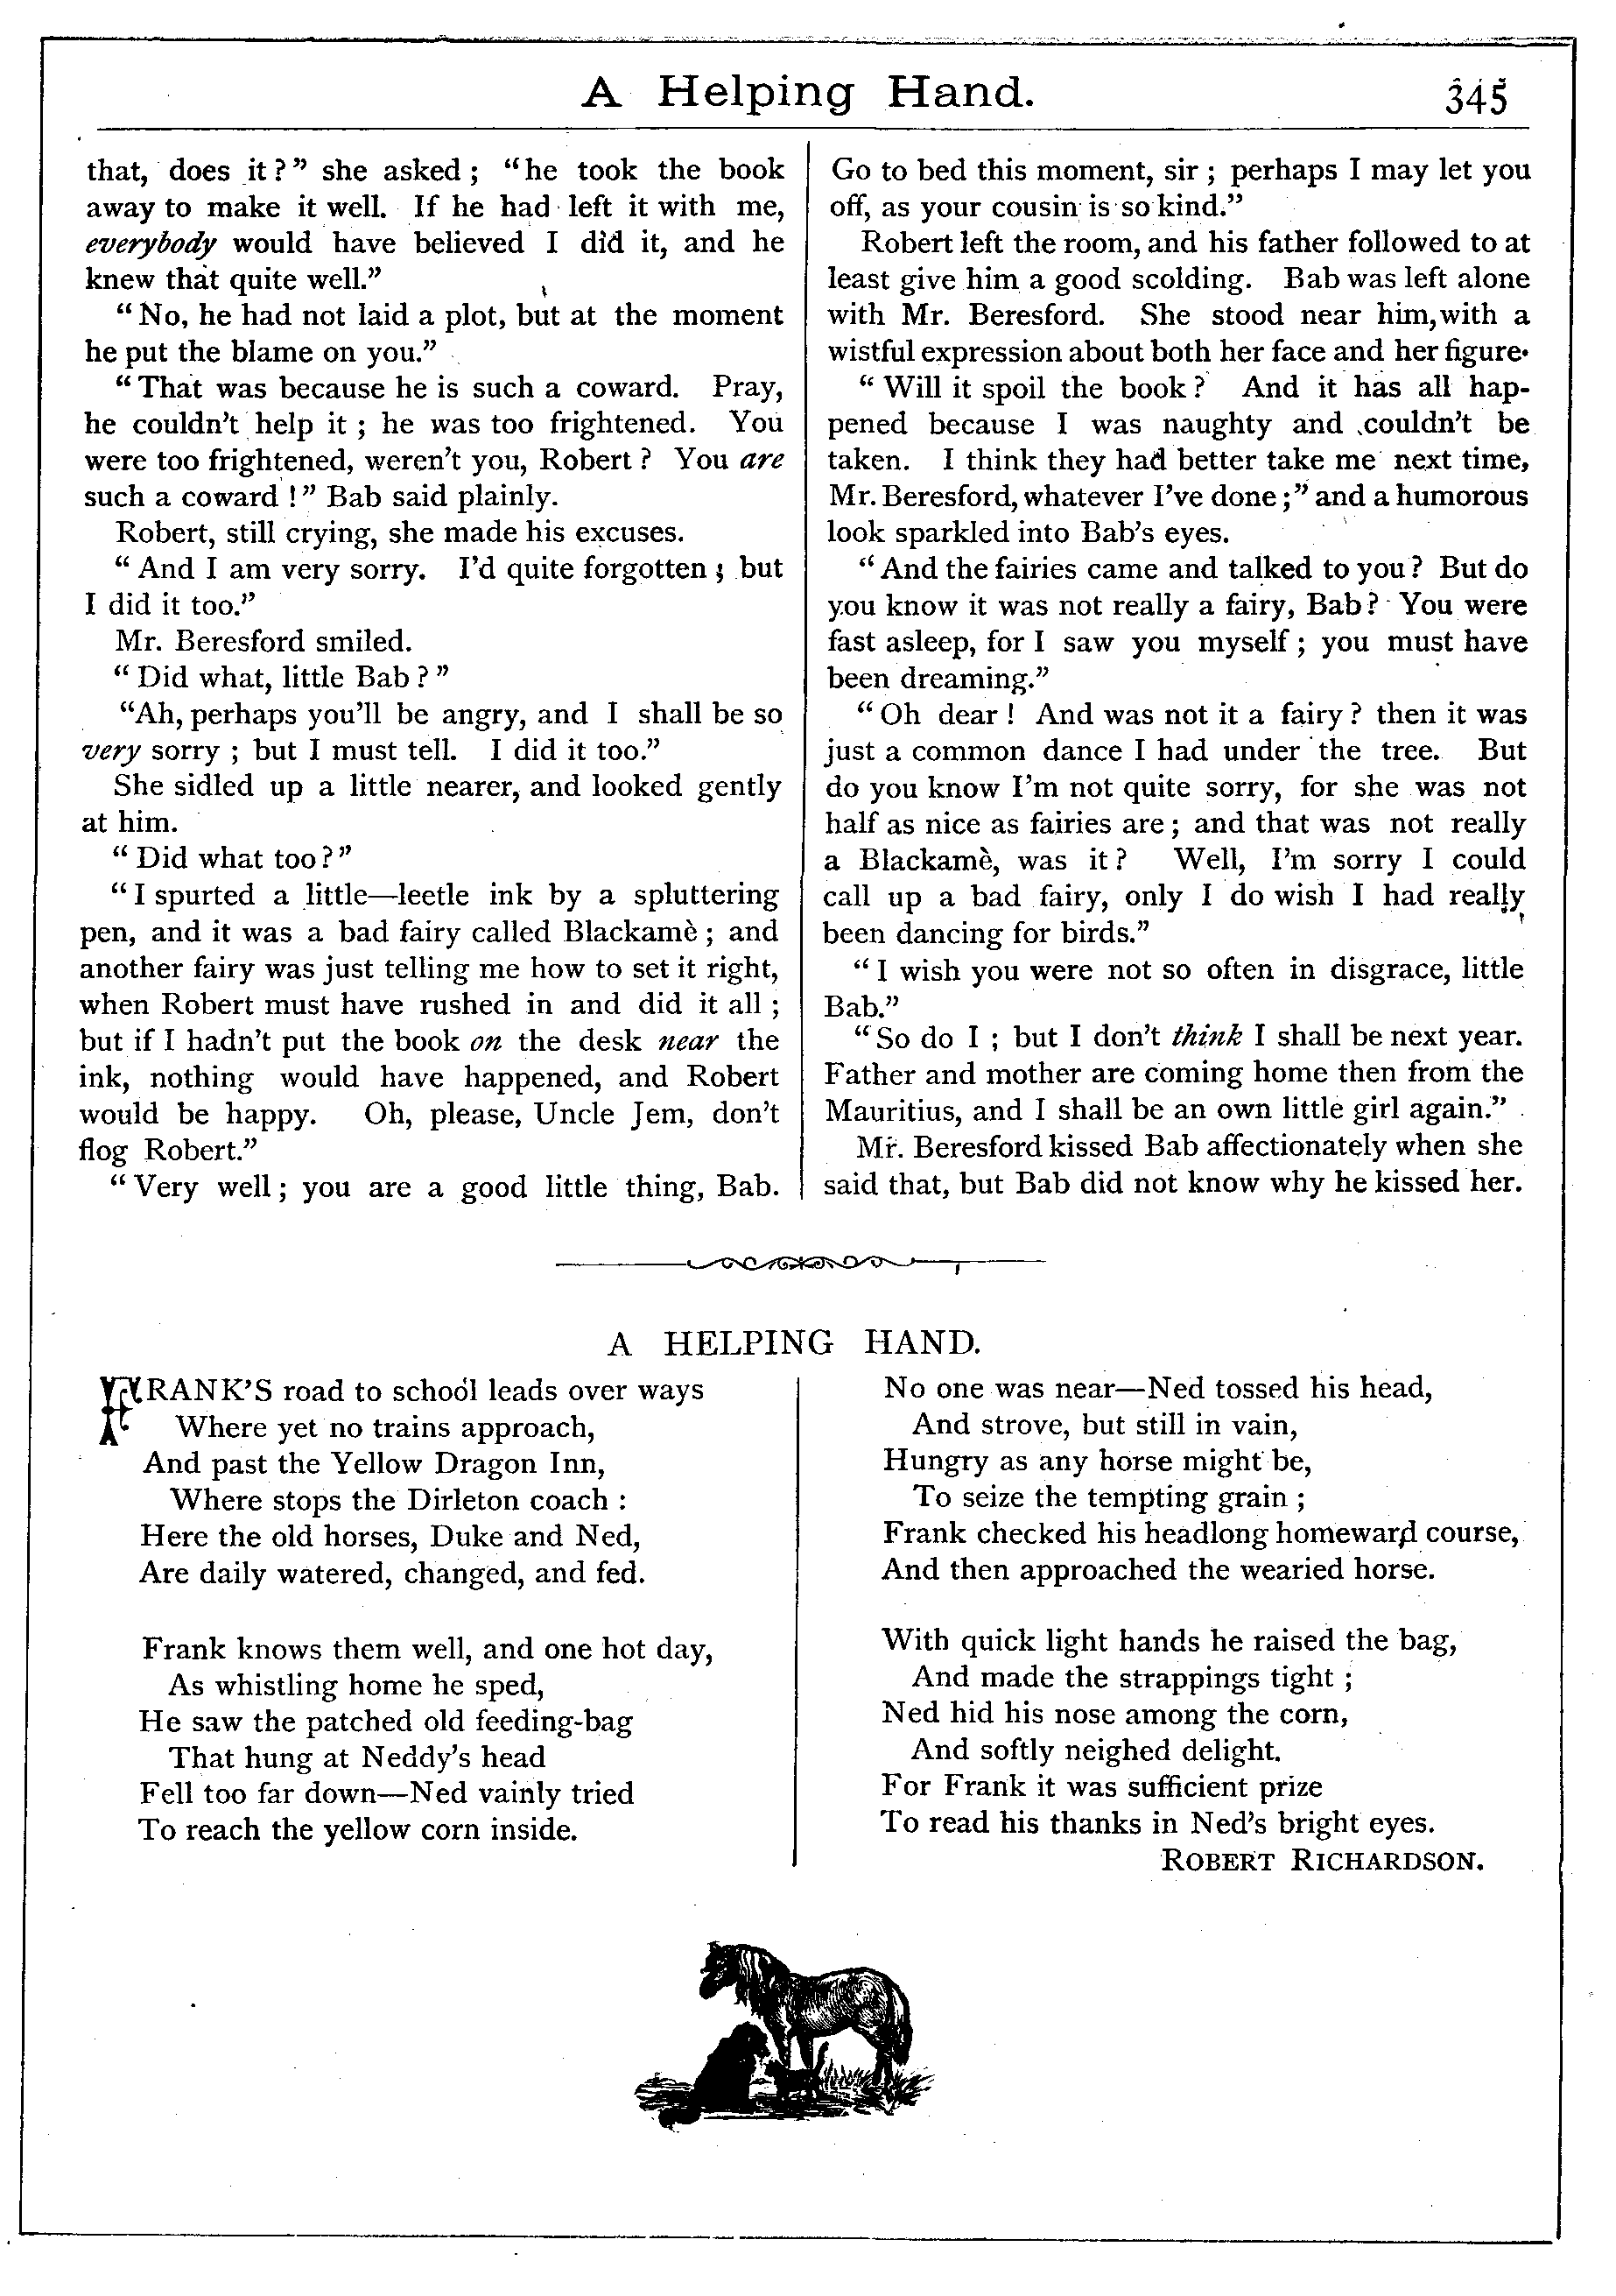 A Helping Hand.
345
that, does it?” she asked; “he took the book
away to make it well. If he had left it with me,
everybody would have believed I did it, and he
knew that quite well.”
“No, he had not laid a plot, but at the moment
he put the blame on you.”
“That was because he is such a coward. Pray,
he couldn’t help it; he was too frightened. You
were too frightened, weren’t you, Robert? You are
such a coward!” Bab said plainly.
Robert, still crying, she made his excuses.
“And I am very sorry. I’d quite forgotten; but
I did it too.”
Mr. Beresford smiled.
“Did what, little Bab?”
“Ah, perhaps you’ll be angry, and I shall be so
very sorry; but I must tell. I did it too.”
She sidled up a little nearer, and looked gently
at him.
“Did what too?”
“I spurted a little—leetle ink by a spluttering
pen, and it was a bad fairy called Blackamè; and
another fairy was just telling me how to set it right,
when Robert must have rushed in and did it all;
but if I hadn’t put the book on the desk near the
ink, nothing would have happened, and Robert
would be happy. Oh, please, Uncle Jem, don’t
flog Robert.”
“Very well; you are a good little thing, Bab.
Go to bed this moment, sir; perhaps I may let you
off, as your cousin is so kind.”
Robert left the room, and his father followed to at
least give him a good scolding. Bab was left alone
with Mr. Beresford. She stood near him, with a
wistful expression about both her face and her figure.
“Will it spoil the book? And it has all hap-
pened because I was naughty and couldn’t be
taken. I think they had better take me next time,
Mr. Beresford, whatever I’ve done;” and a humorous
look sparkled into Bab’s eyes.
“And the fairies came and talked to you? But do
you know it was not really a fairy, Bab? You were
fast asleep, for I saw you myself; you must have
been dreaming.”
“Oh dear! And was not it a fairy? then it was
just a common dance I had under the tree. But
do you know I’m not quite sorry, for she was not
half as nice as fairies are; and that was not really
a Blackamè, was it? Well, I’m sorry I could
call up a bad fairy, only I do wish I had really
been dancing for birds.”
“I wish you were not so often in disgrace, little
Bab.”
“So do I; but I don’t think I shall be next year.
Father and mother are coming home then from the
Mauritius, and I shall be an own little girl again.”
Mr. Beresford kissed Bab affectionately when she
said that, but Bab did not know why he kissed her.
A HELPING HAND.
FRANK’S road to school leads over ways
Where yet no trains approach,
And past the Yellow Dragon Inn,
Where stops the Dirleton coach:
Here the old horses, Duke and Ned,
Are daily watered, changed, and fed.
Frank knows them well, and one hot day,
As whistling home he sped,
He saw the patched old feeding-bag
That hung at Neddy’s head
Fell too far down—Ned vainly tried
To reach the yellow corn inside.
No one was near—Ned tossed his head,
And strove, but still in vain,
Hungry as any horse might be,
To seize the tempting grain;
Frank checked his headlong homeward course,
And then approached the wearied horse.
With quick light hands he raised the bag,
And made the strappings tight;
Ned hid his nose among the corn,
And softly neighed delight.
For Frank it was sufficient prize
To read his thanks in Ned’s bright eyes.
ROBERT RICHARDSON.